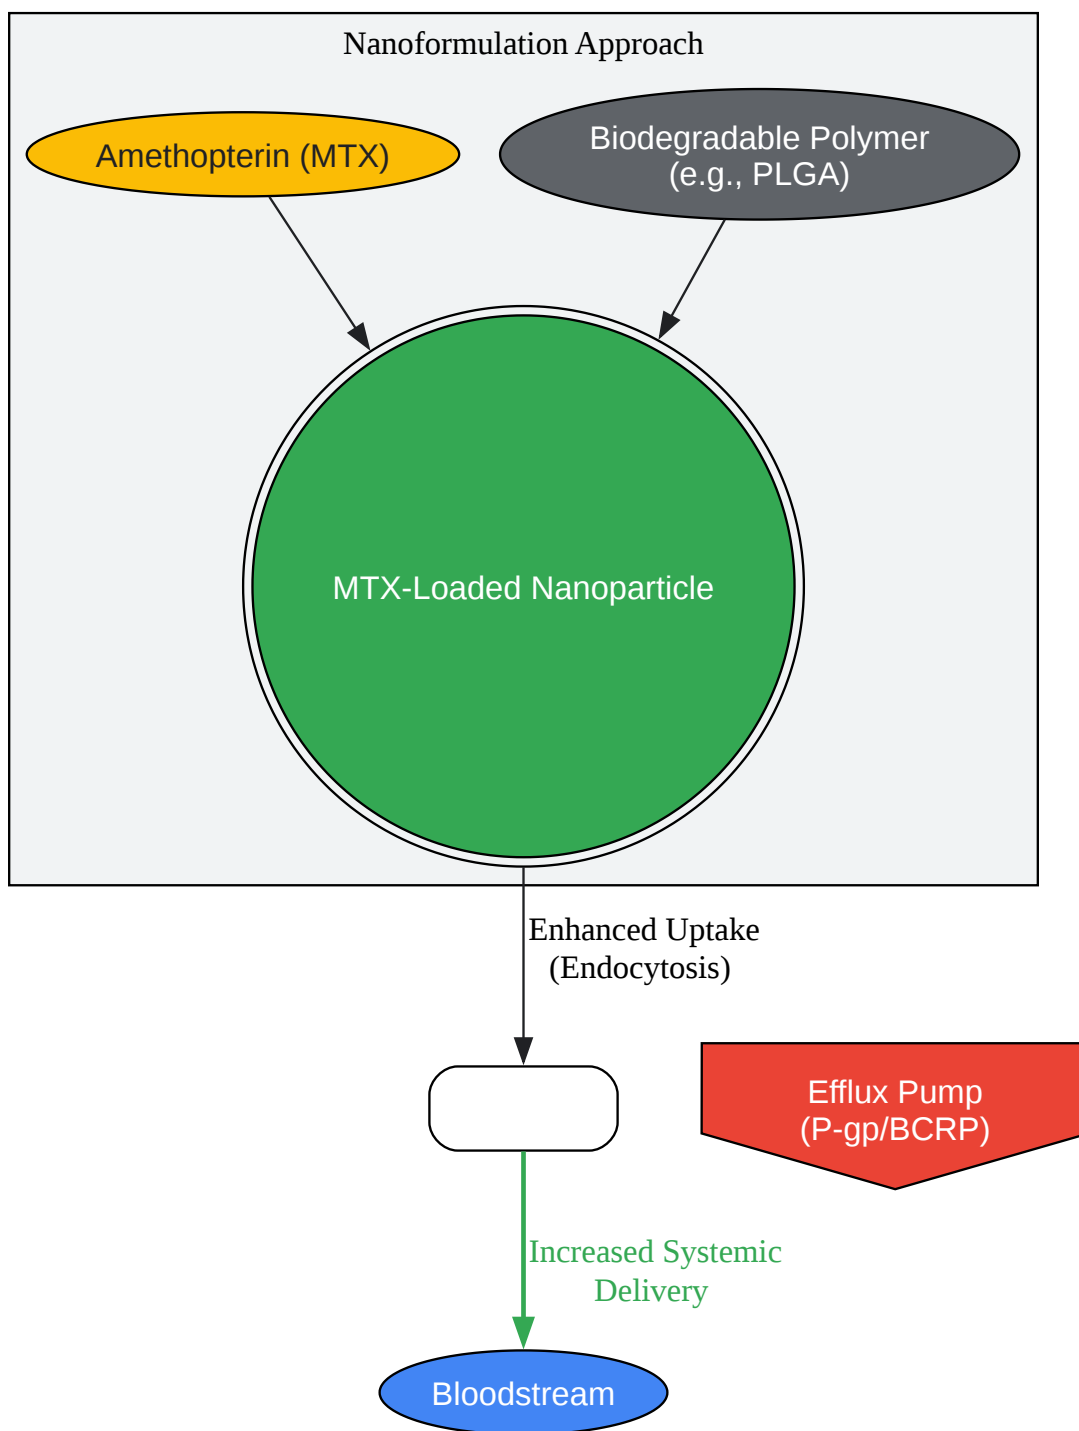 Nanoformulation Approach
Amethopterin (MTX)
Biodegradable Polymer
(e.g., PLGA)
MTX-Loaded Nanoparticle
Enhanced Uptake
(Endocytosis)
Efflux Pump
(P-gp/BCRP)
Increased Systemic
Delivery
Bloodstream